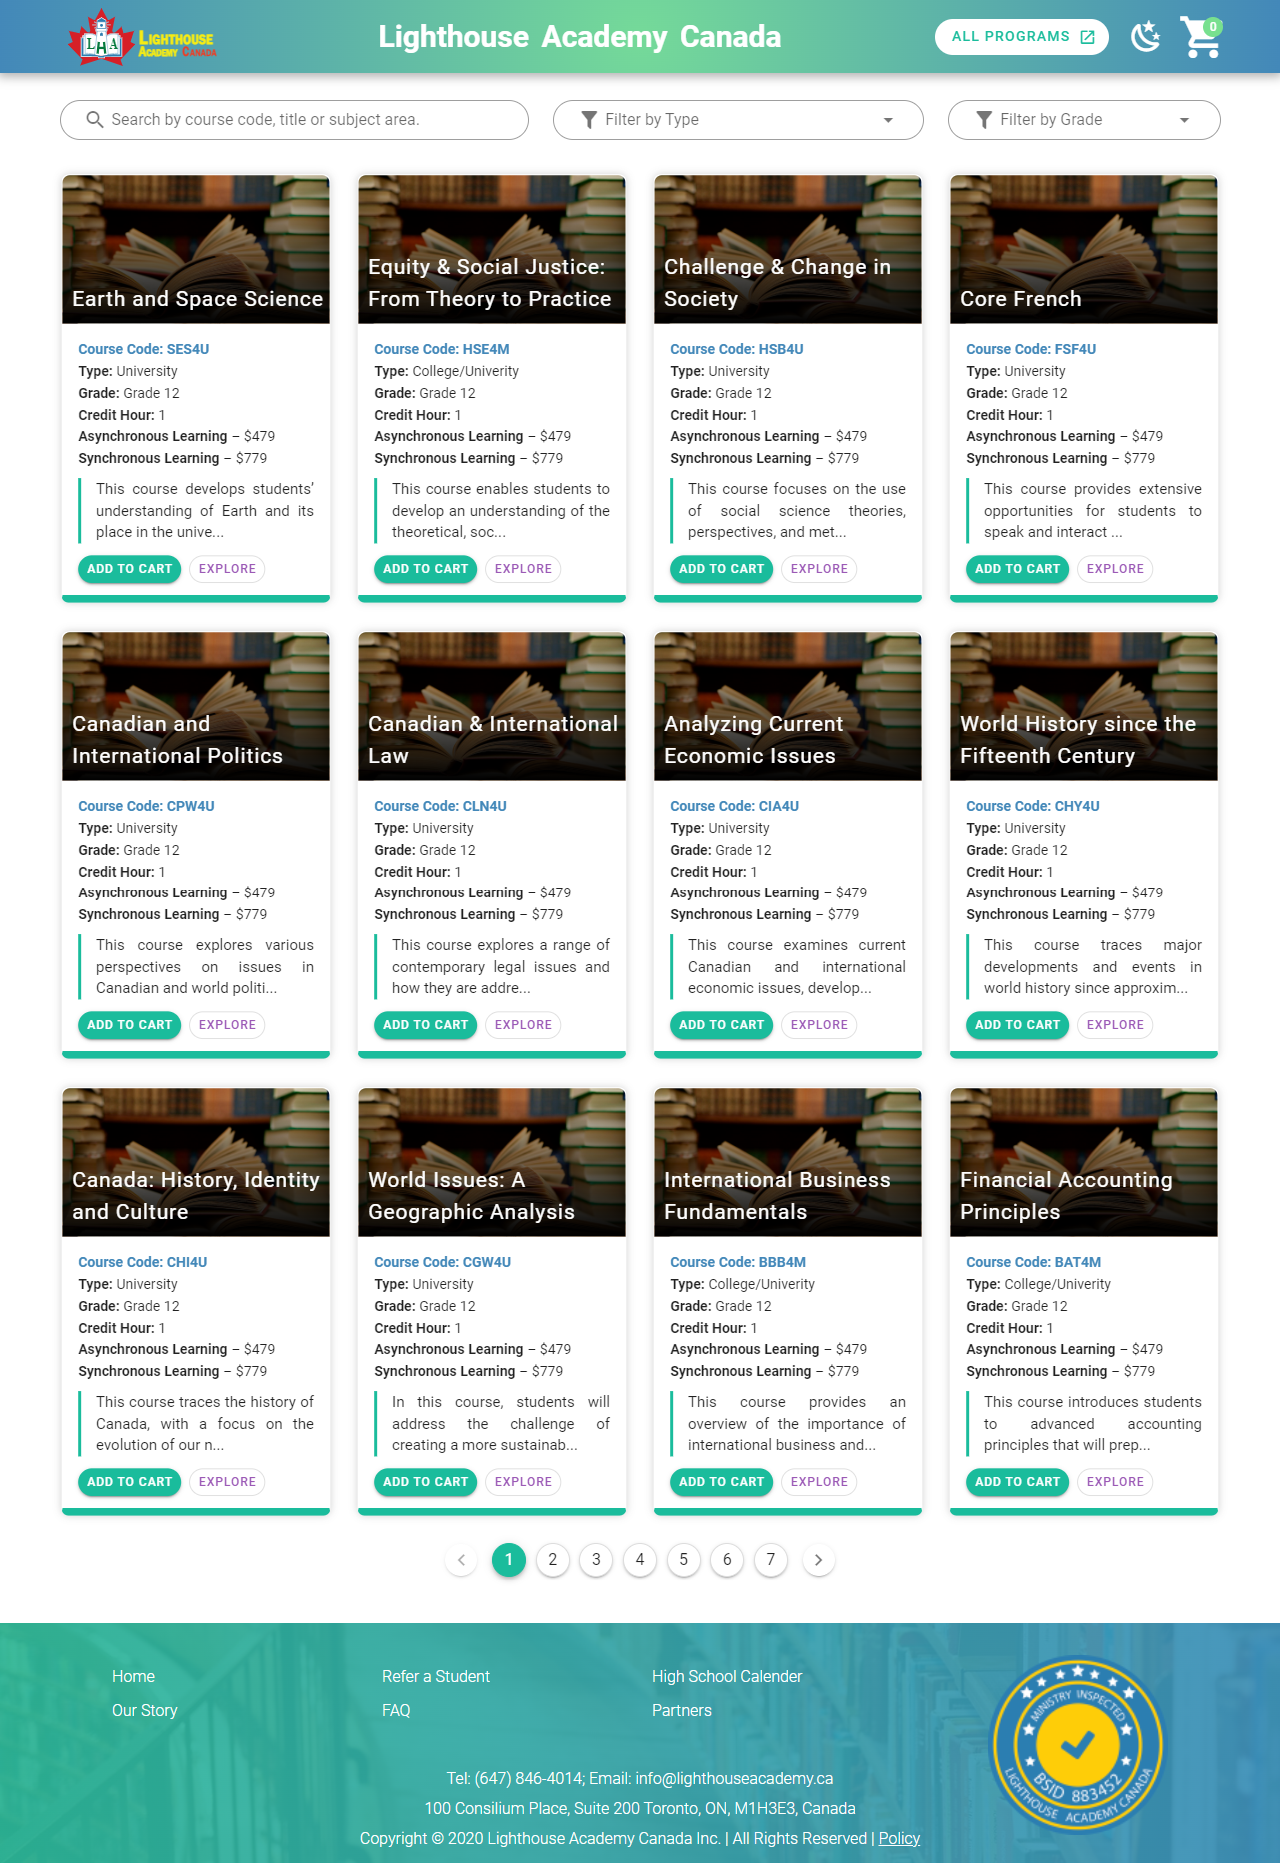 LHA
LIGHTHOUSE
ACADEMY CANADA
Lighthouse Academy Canada
ALL PROGRAMS
0
Search by course code, title or subject area.
Filter by Type
Filter by Grade
Earth and Space Science
Course Code: SES4U
Type: University
Grade: Grade 12
Credit Hour: 1
Asynchronous Learning – $479
Synchronous Learning – $779
This course develops students’
understanding of Earth and its
place in the unive...
ADD TO CART
EXPLORE
Equity & Social Justice:
From Theory to Practice
Course Code: HSE4M
Type: College/Univerity
Grade: Grade 12
Credit Hour: 1
Asynchronous Learning – $479
Synchronous Learning – $779
This course enables students to
develop an understanding of the
theoretical, soc...
ADD TO CART
EXPLORE
Challenge & Change in
Society
Course Code: HSB4U
Type: University
Grade: Grade 12
Credit Hour: 1
Asynchronous Learning – $479
Synchronous Learning – $779
This course focuses on the use
of social science theories,
perspectives, and met...
ADD TO CART
EXPLORE
Core French
Course Code: FSF4U
Type: University
Grade: Grade 12
Credit Hour: 1
Asynchronous Learning – $479
Synchronous Learning – $779
This course provides extensive
opportunities for students to
speak and interact ...
ADD TO CART
EXPLORE
Canadian and
International Politics
Course Code: CPW4U
Type: University
Grade: Grade 12
Credit Hour: 1
Asynchronous Learning – $479
Synchronous Learning – $779
This course explores various
perspectives on issues in
Canadian and world politi...
ADD TO CART
EXPLORE
Canadian & International
Law
Course Code: CLN4U
Type: University
Grade: Grade 12
Credit Hour: 1
Asynchronous Learning – $479
Synchronous Learning – $779
This course explores a range of
contemporary legal issues and
how they are addre...
ADD TO CART
EXPLORE
Analyzing Current
Economic Issues
Course Code: CIA4U
Type: University
Grade: Grade 12
Credit Hour: 1
Asynchronous Learning – $479
Synchronous Learning – $779
This course examines current
Canadian and international
economic issues, develop...
ADD TO CART
EXPLORE
World History since the
Fifteenth Century
Course Code: CHY4U
Type: University
Grade: Grade 12
Credit Hour: 1
Asynchronous Learning – $479
Synchronous Learning – $779
This course traces major
developments and events in
world history since approxim...
ADD TO CART
EXPLORE
Canada: History, Identity
and Culture
Course Code: CHI4U
Type: University
Grade: Grade 12
Credit Hour: 1
Asynchronous Learning – $479
Synchronous Learning – $779
This course traces the history of
Canada, with a focus on the
evolution of our n...
ADD TO CART
EXPLORE
World Issues: A
Geographic Analysis
Course Code: CGW4U
Type: University
Grade: Grade 12
Credit Hour: 1
Asynchronous Learning – $479
Synchronous Learning – $779
In this course, students will
address the challenge of
creating a more sustainab...
ADD TO CART
EXPLORE
International Business
Fundamentals
Course Code: BBB4M
Type: College/Univerity
Grade: Grade 12
Credit Hour: 1
Asynchronous Learning – $479
Synchronous Learning – $779
This course provides an
overview of the importance of
international business and...
ADD TO CART
EXPLORE
Financial Accounting
Principles
Course Code: BAT4M
Type: College/Univerity
Grade: Grade 12
Credit Hour: 1
Asynchronous Learning – $479
Synchronous Learning – $779
This course introduces students
to advanced accounting
principles that will prep...
ADD TO CART
EXPLORE
1 2 3 4 5 6 7
Home
Our Story
Refer a Student
FAQ
High School Calender
Partners
MINISTRY INSPECTED
BSID 883452
LIGHTHOUSE ACADEMY CANADA
Tel: (647) 846-4014; Email: info@lighthouseacademy.ca
100 Consilium Place, Suite 200 Toronto, ON, M1H3E3, Canada
Copyright © 2020 Lighthouse Academy Canada Inc. | All Rights Reserved | Policy